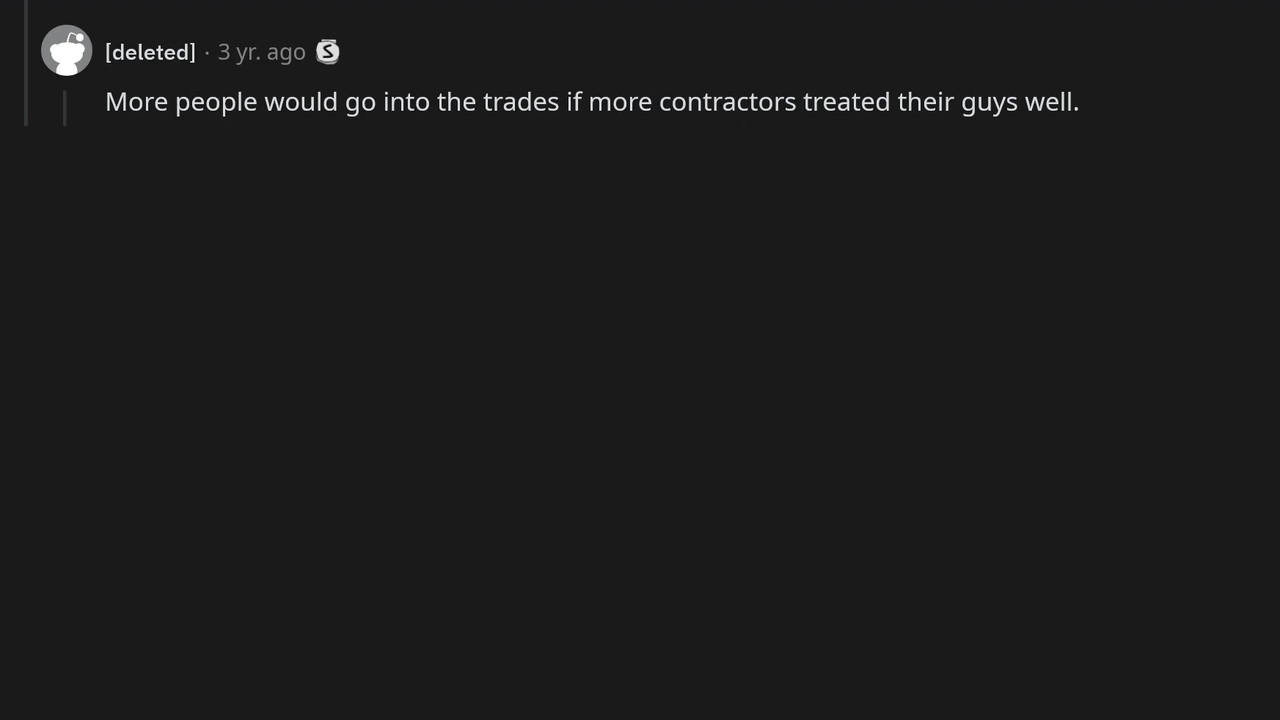 [deleted] · 3 yr. ago
More people would go into the trades if more contractors treated their guys well.